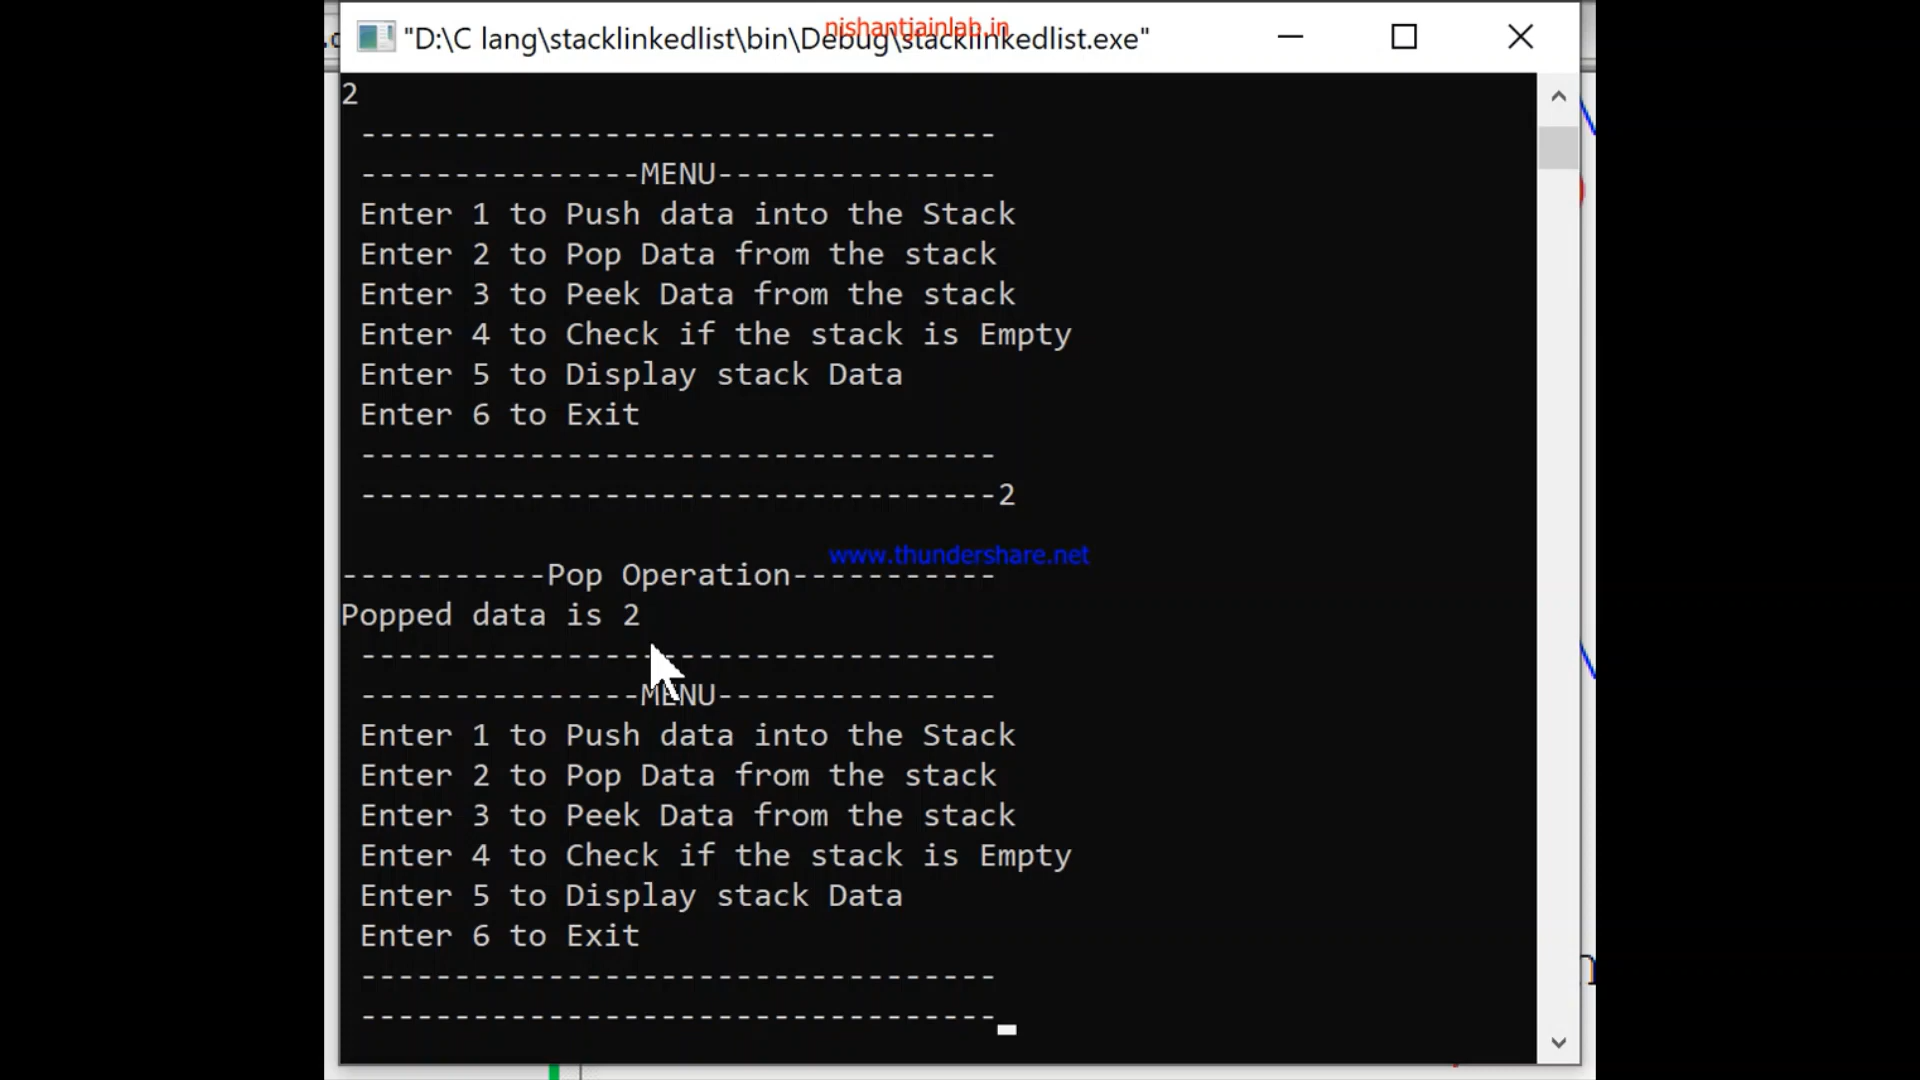 nishantjainlab.in
"D:\C lang\stacklinkedlist\bin\Debug\stacklinkedlist.exe"
2
----------------------------------
---------------MENU---------------
Enter 1 to Push data into the Stack
Enter 2 to Pop Data from the stack
Enter 3 to Peek Data from the stack
Enter 4 to Check if the stack is Empty
Enter 5 to Display stack Data
Enter 6 to Exit
----------------------------------
----------------------------------2
www.thundershare.net
-----------Pop Operation-----------
Popped data is 2
----------------------------------
---------------MENU---------------
Enter 1 to Push data into the Stack
Enter 2 to Pop Data from the stack
Enter 3 to Peek Data from the stack
Enter 4 to Check if the stack is Empty
Enter 5 to Display stack Data
Enter 6 to Exit
----------------------------------
----------------------------------